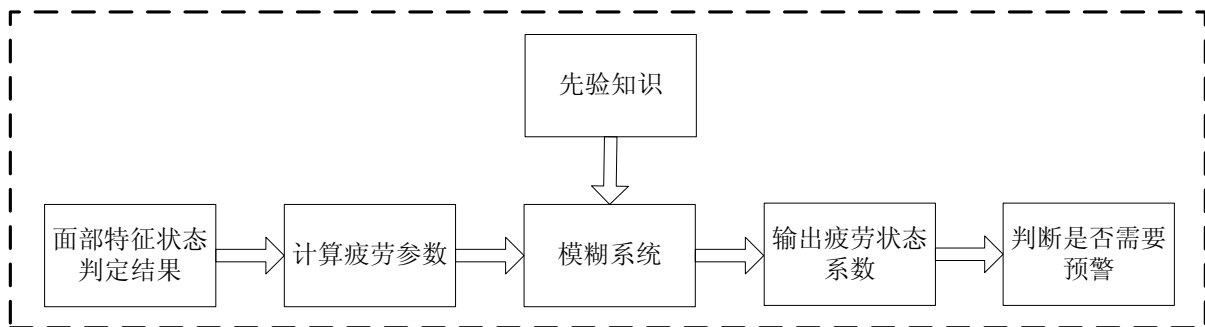 先验知识
面部特征状态
判定结果
计算疲劳参数
模糊系统
输出疲劳状态
系数
判断是否需要
预警